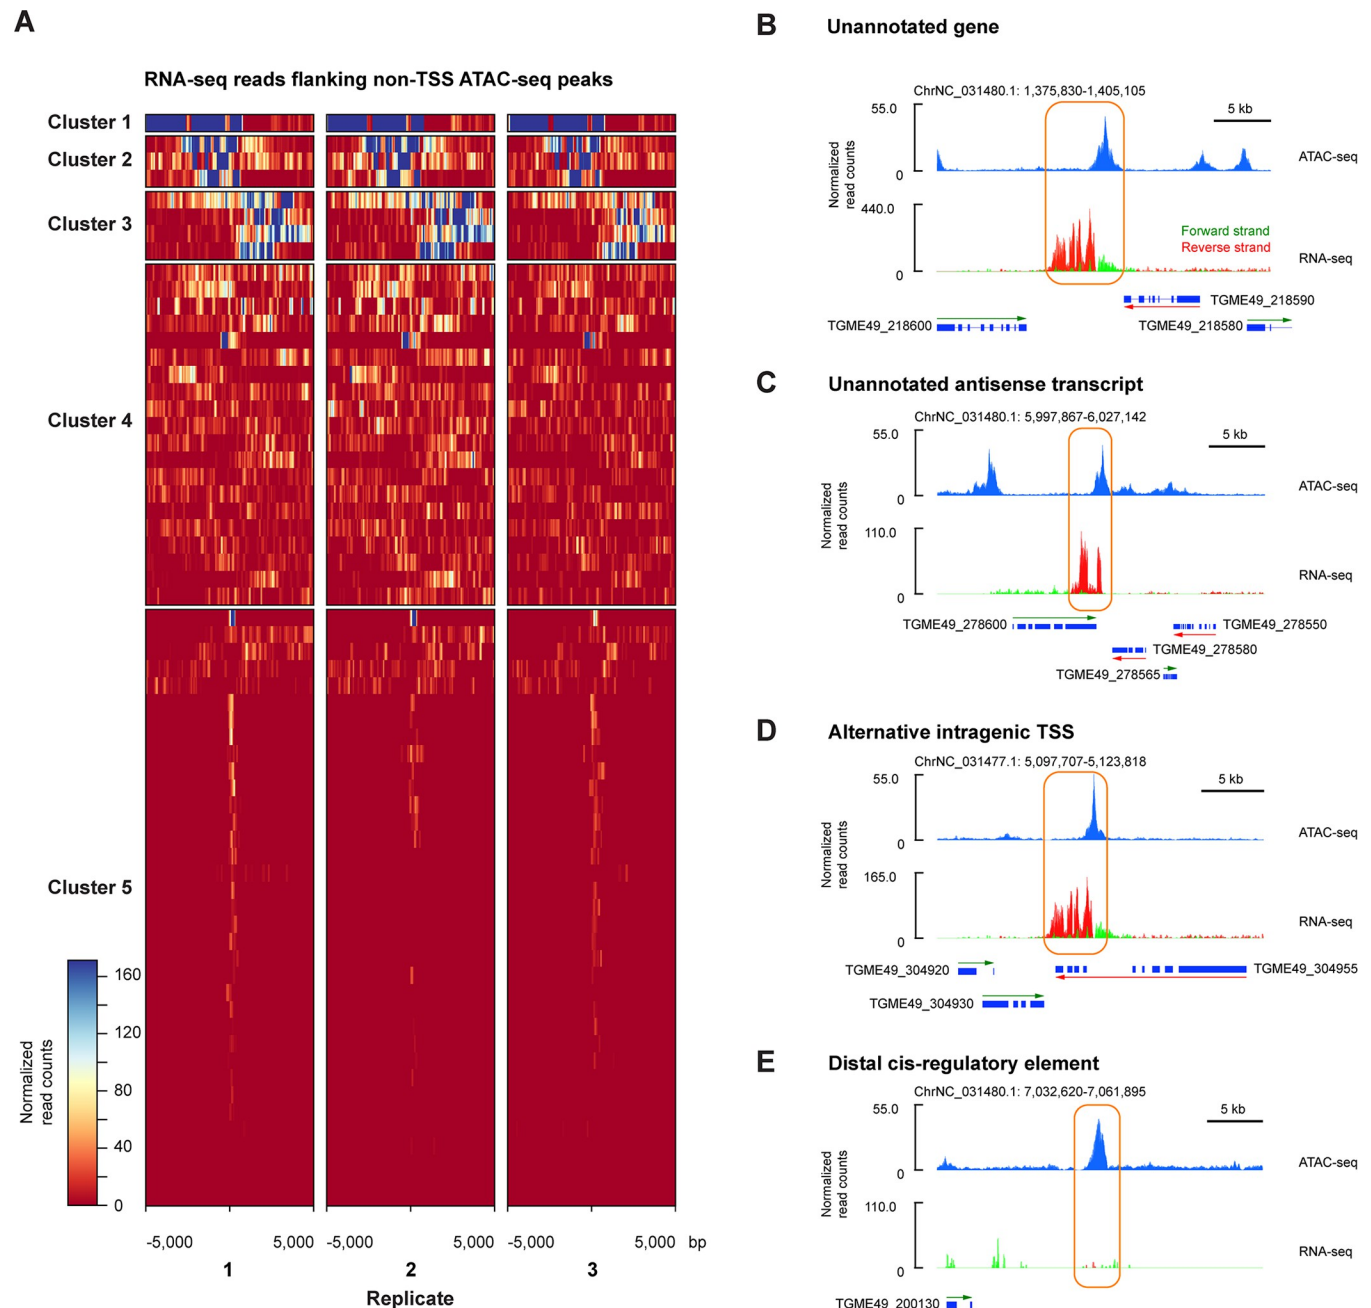 A
RNA-seq reads flanking non-TSS ATAC-seq peaks
Cluster 1
Cluster 2
Cluster 3
Cluster 4
Cluster 5
Normalized
read counts
160
120
80
40
0
-5,000
5,000
-5,000
5,000
-5,000
5,000
bp
1
2
3
Replicate
B
Unannotated gene
ChrNC_031480.1: 1,375,830-1,405,105
55.0
0
5 kb
ATAC-seq
Normalized
read counts
440.0
0
Forward strand
Reverse strand
RNA-seq
TGME49_218590
TGME49_218600
TGME49_218580
C
Unannotated antisense transcript
ChrNC_031480.1: 5,997,867-6,027,142
55.0
0
5 kb
ATAC-seq
Normalized
read counts
110.0
0
RNA-seq
TGME49_278600
TGME49_278550
TGME49_278580
TGME49_278565
D
Alternative intragenic TSS
ChrNC_031477.1: 5,097,707-5,123,818
55.0
0
5 kb
ATAC-seq
Normalized
read counts
165.0
0
RNA-seq
TGME49_304920
TGME49_304955
TGME49_304930
E
Distal cis-regulatory element
ChrNC_031480.1: 7,032,620-7,061,895
55.0
0
5 kb
ATAC-seq
Normalized
read counts
110.0
0
RNA-seq
TGME49_200130